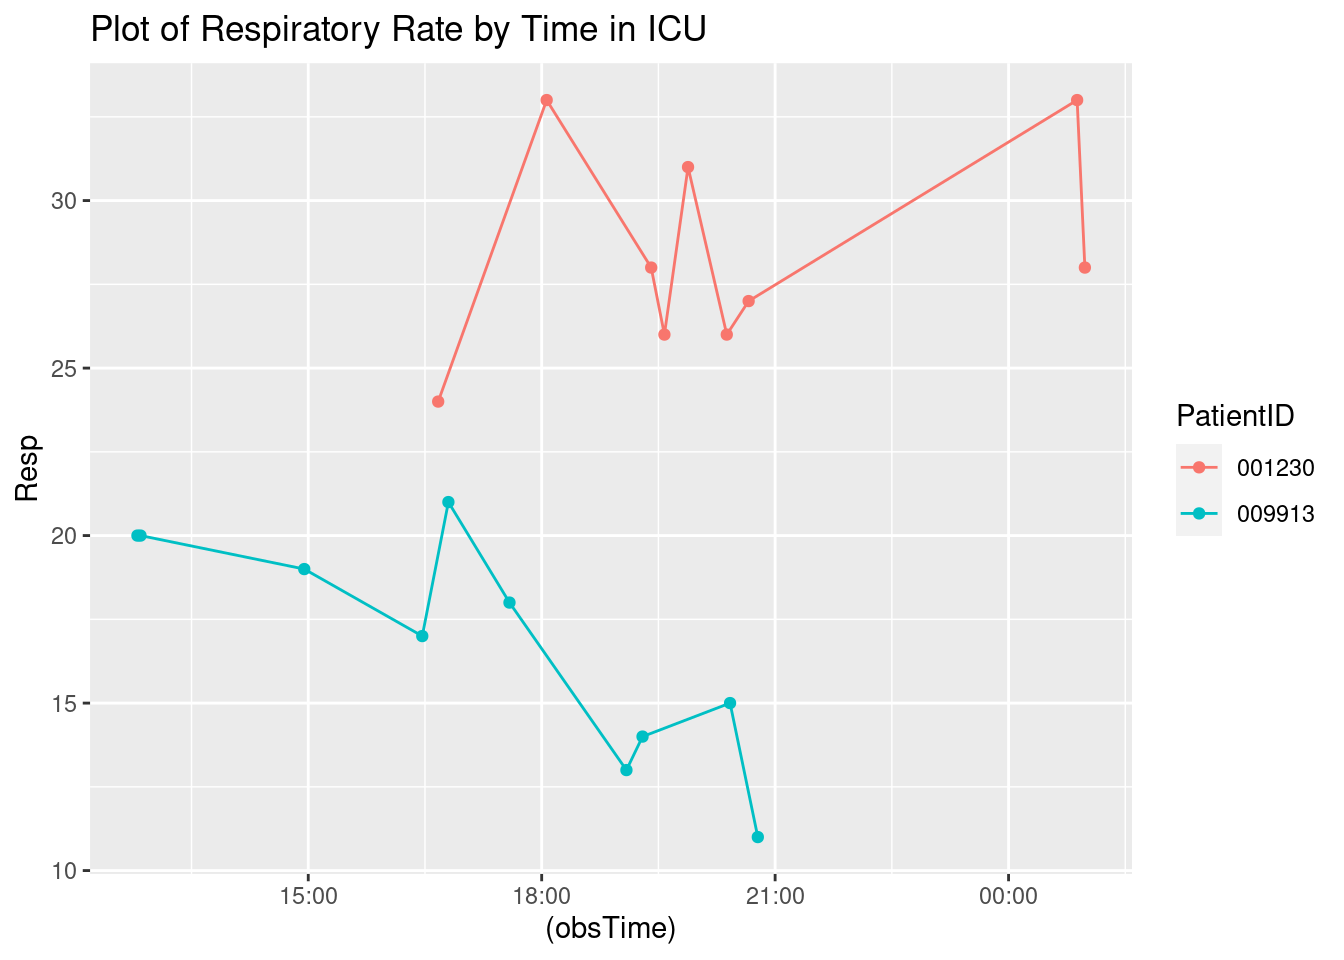 Plot of Respiratory Rate by Time in ICU
30
25
20
15
10
Resp
15:00
18:00
21:00
00:00
(obsTime)
PatientID
001230
009913